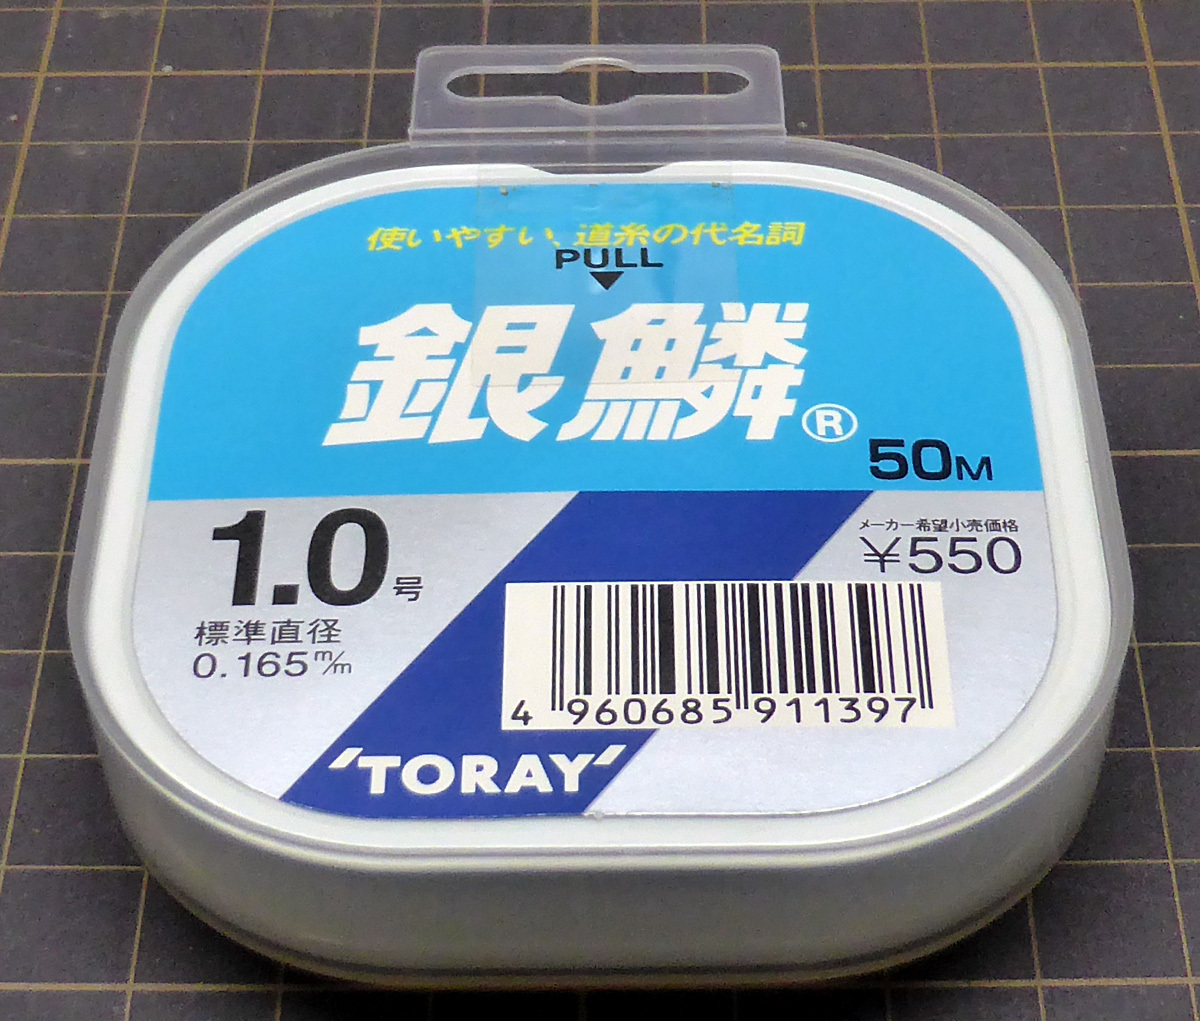 使いやすい、道糸の代名詞
PULL
銀鱗®
50M
1.0号
標準直径
0.165m/m
メーカー希望小売価格
¥550
4 960685 911397
'TORAY'